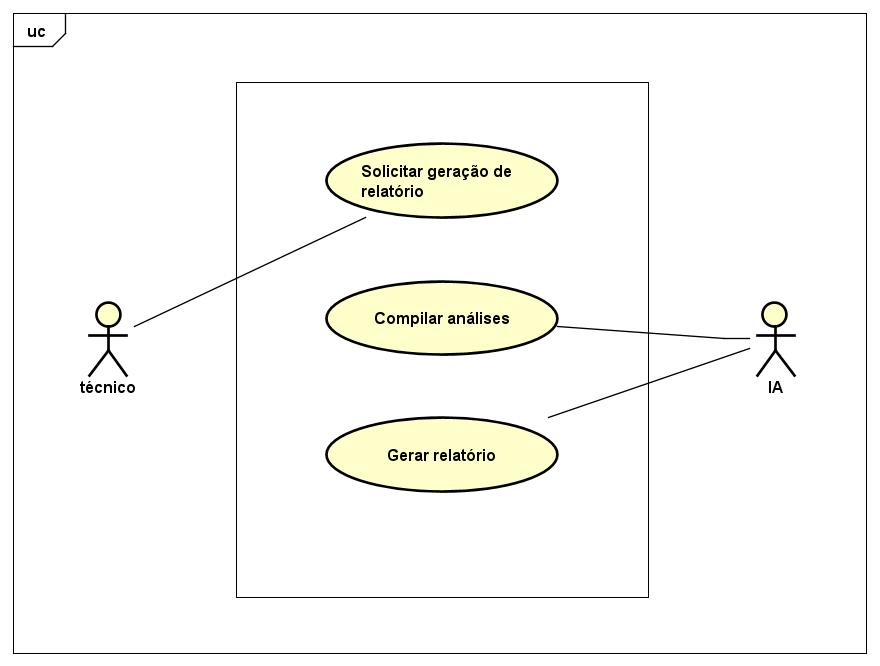 uc
Solicitar geração de
relatório
Compilar análises
técnico
IA
Gerar relatório